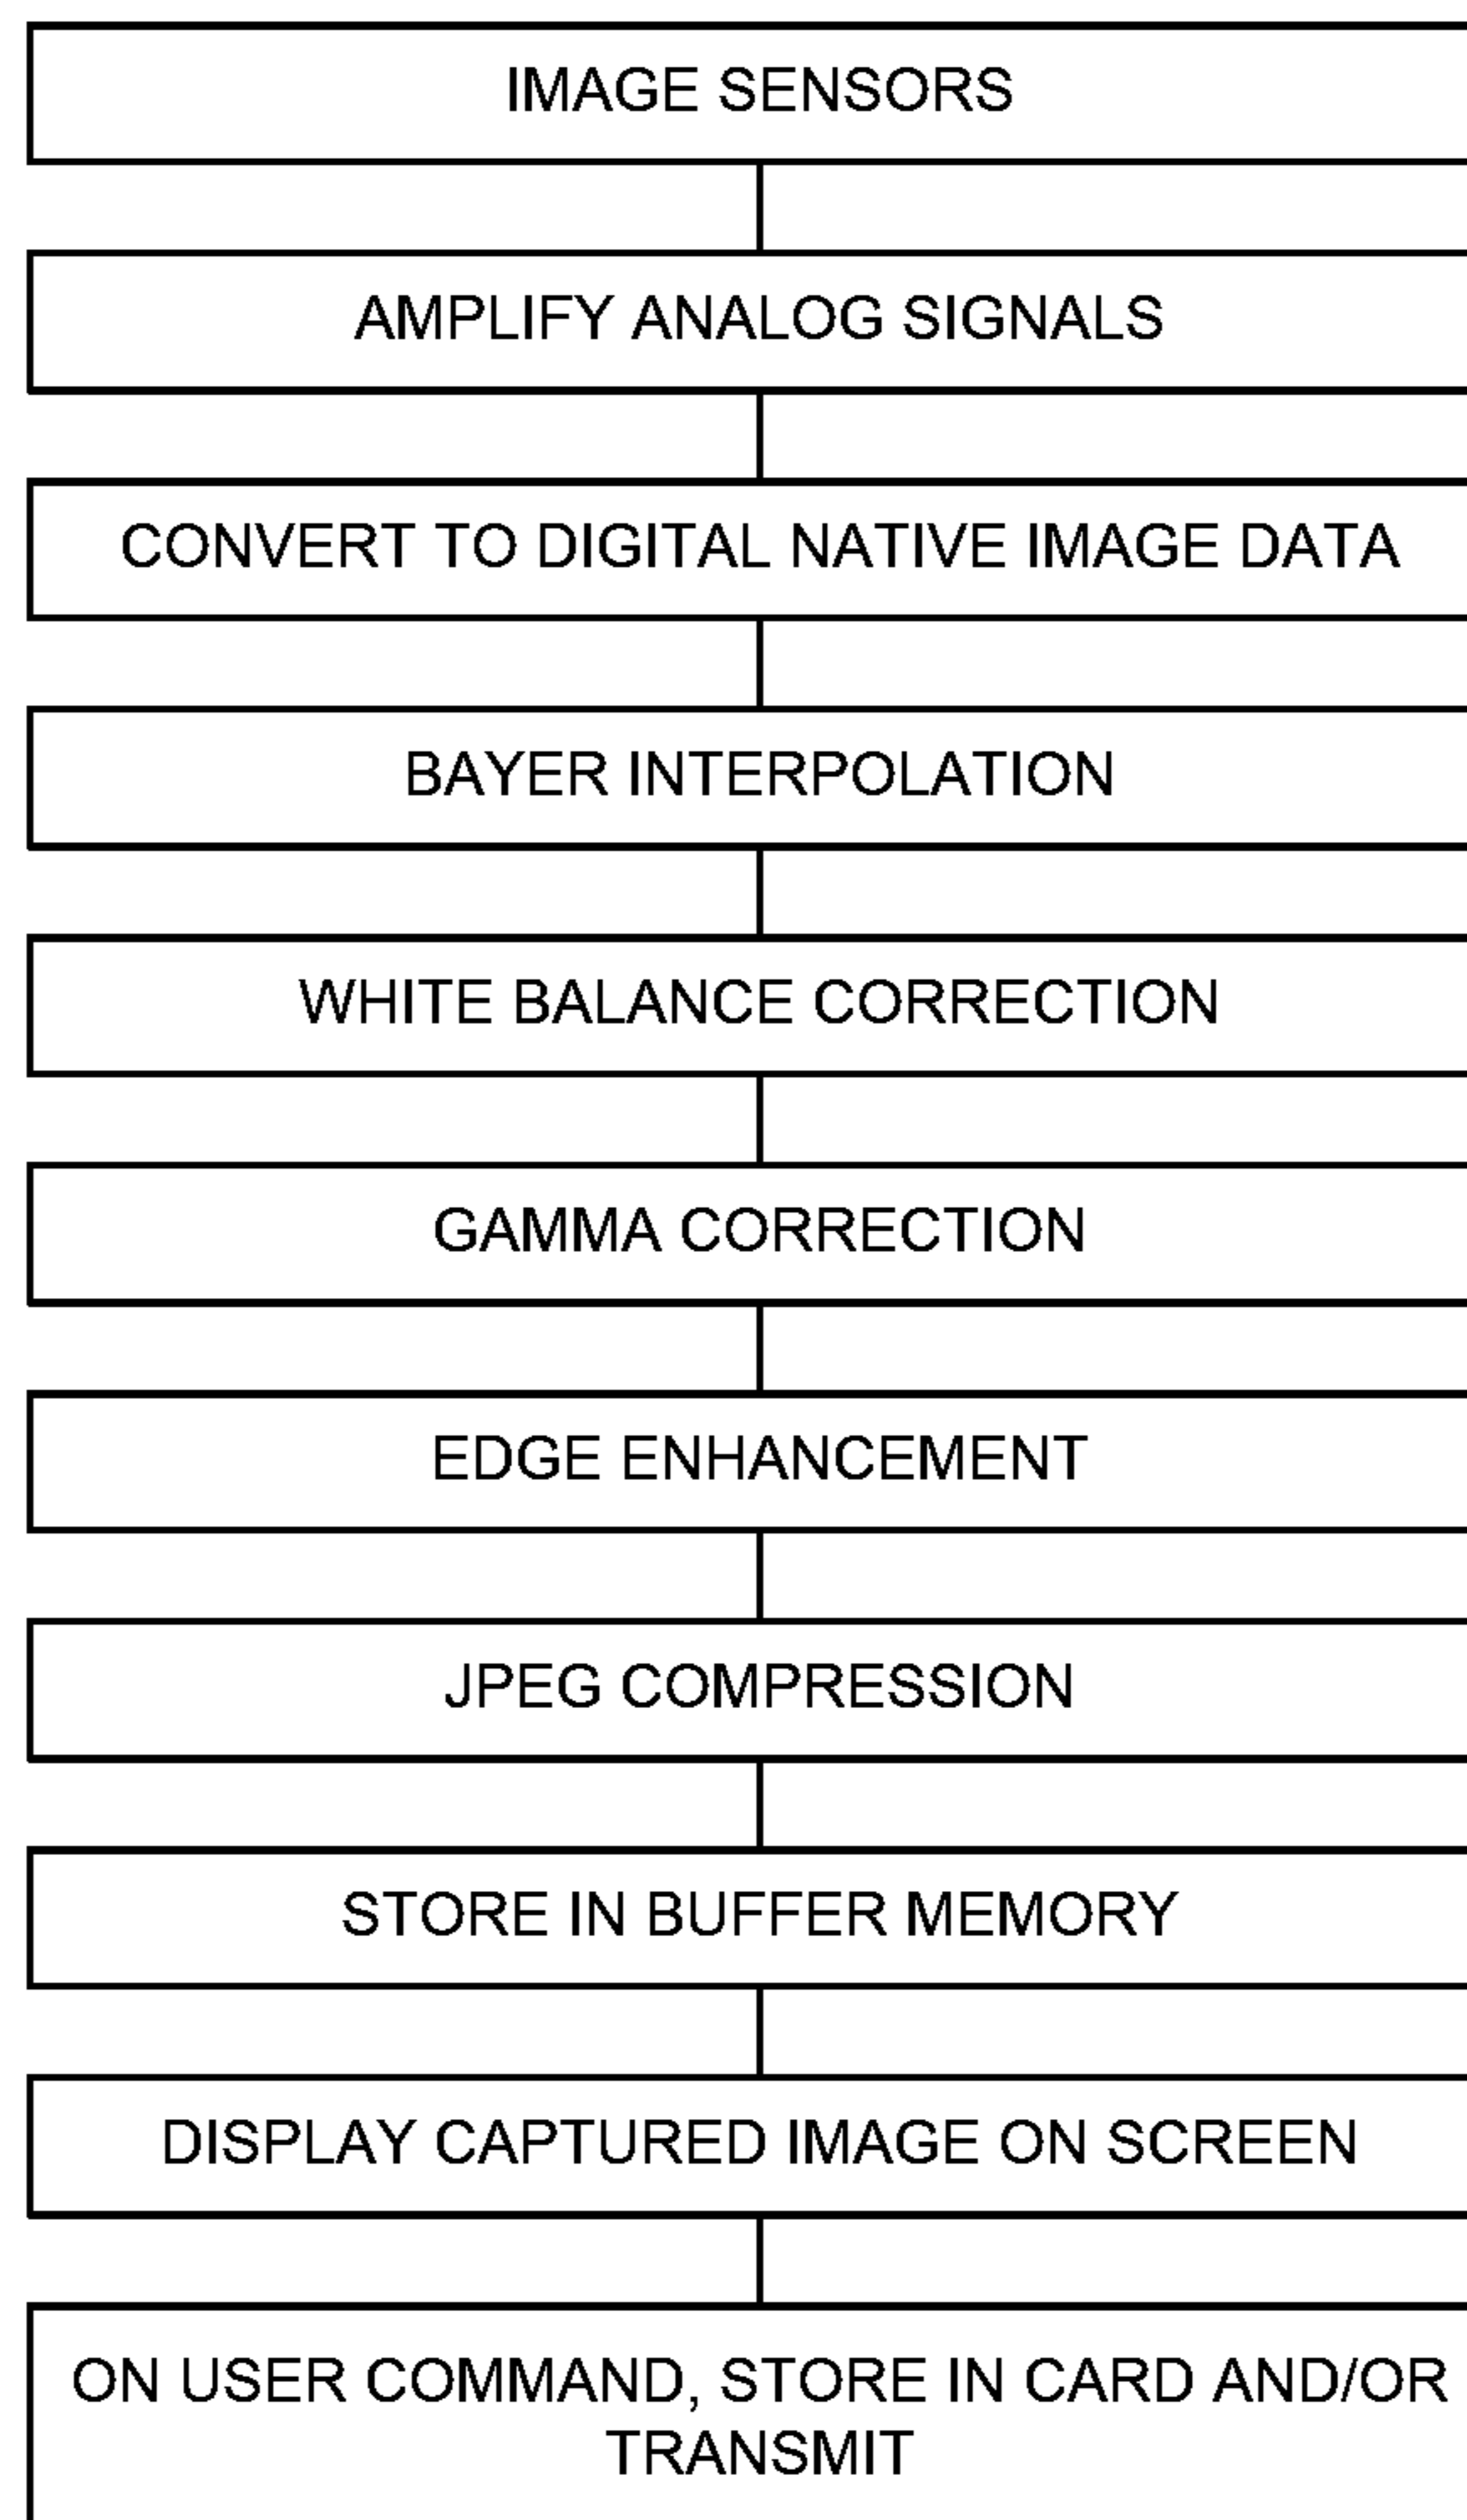 IMAGE SENSORS
AMPLIFY ANALOG SIGNALS
CONVERT TO DIGITAL NATIVE IMAGE DATA
BAYER INTERPOLATION
WHITE BALANCE CORRECTION
GAMMA CORRECTION
EDGE ENHANCEMENT
JPEG COMPRESSION
STORE IN BUFFER MEMORY
DISPLAY CAPTURED IMAGE ON SCREEN
ON USER COMMAND, STORE IN CARD AND/OR
TRANSMIT